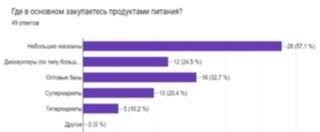 Где в основном закупаетесь продуктами питания?
49 ответов
Небольшие магазины
28 (57,1 %)
Дискаунтеры (по типу больш...
12 (24,5 %)
Оптовые базы
16 (32,7 %)
Супермаркеты
10 (20,4 %)
Гипермаркеты
5 (10,2 %)
Другое
0 (0 %)